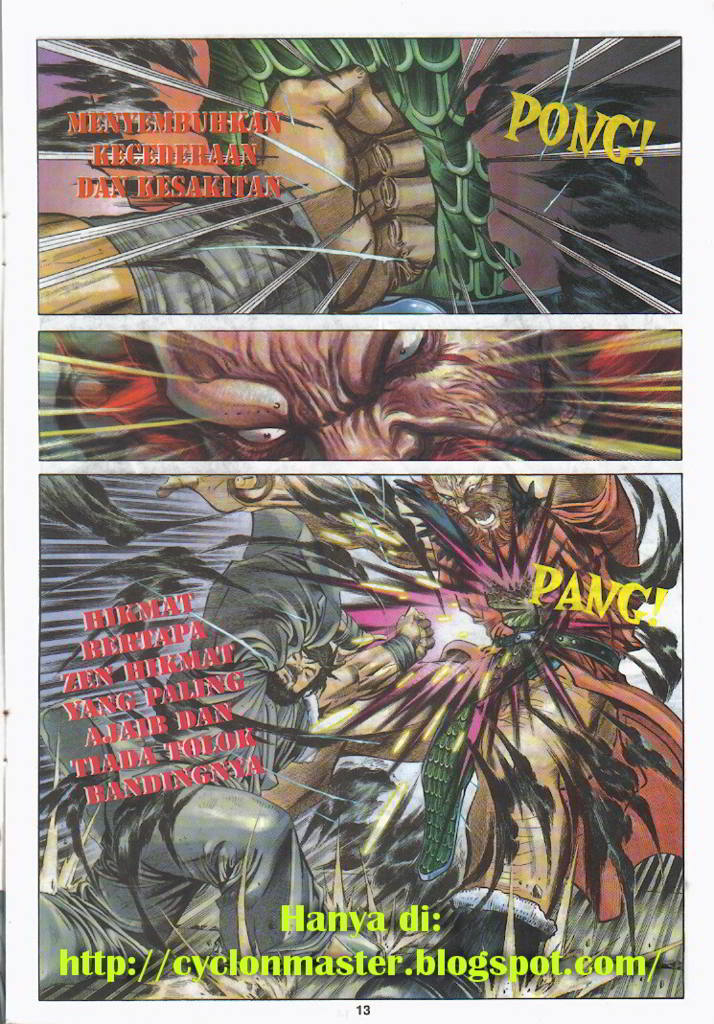 MENYEMBUHKAN
KECEDERAAN
DAN KESAKITAN
PONG!
PANG!
HIKMAT
BERTAPA
ZEN HIKMAT
YANG PALING
AJAIB DAN
TIADA TOLOK
BANDINGNYA
Hanya di:
http://cyclonmaster.blogspot.com/
13